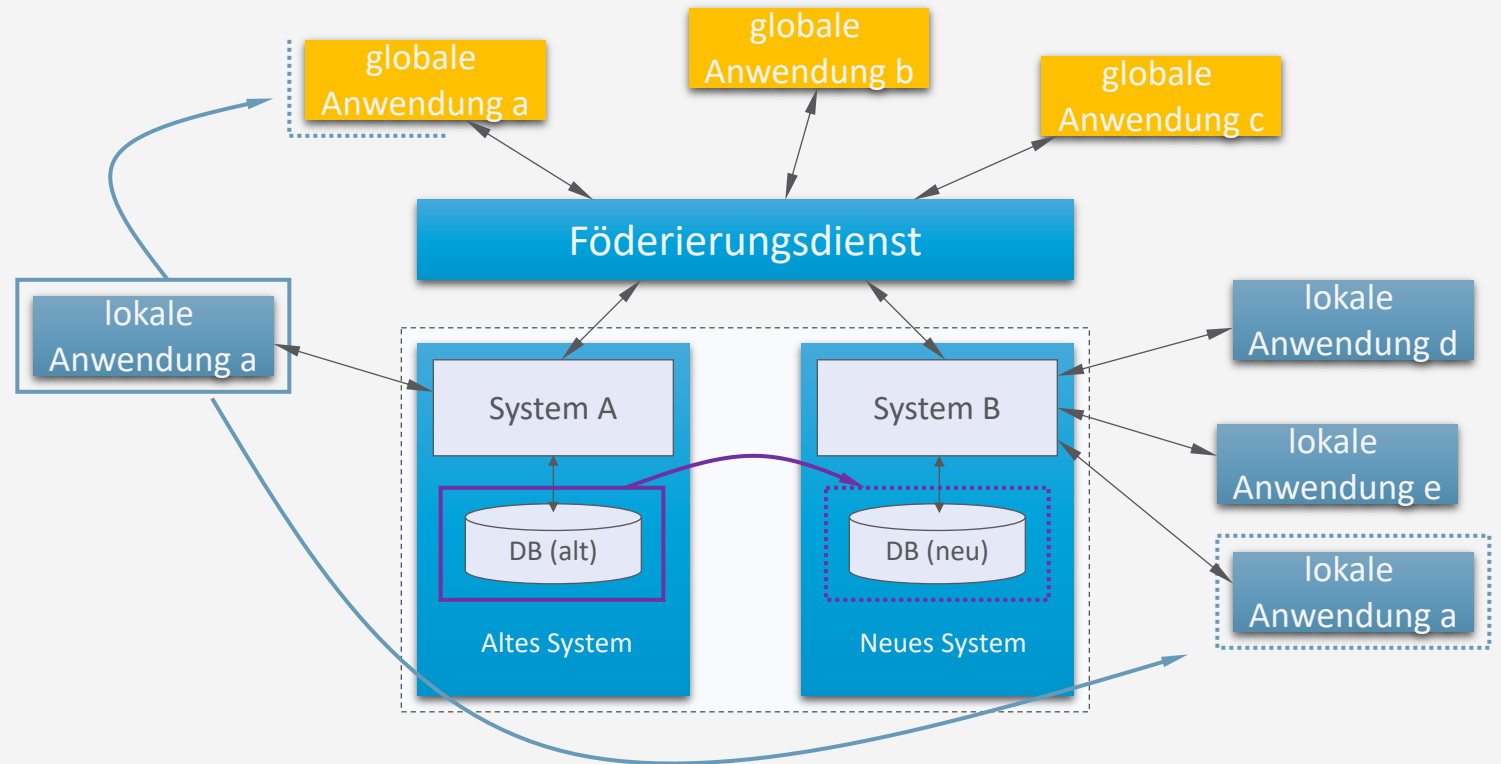 globale
Anwendung a
globale
Anwendung b
globale
Anwendung c
Föderierungsdienst
lokale
Anwendung a
System A
System B
lokale
Anwendung d
lokale
Anwendung e
DB (alt)
DB (neu)
lokale
Anwendung a
Altes System
Neues System